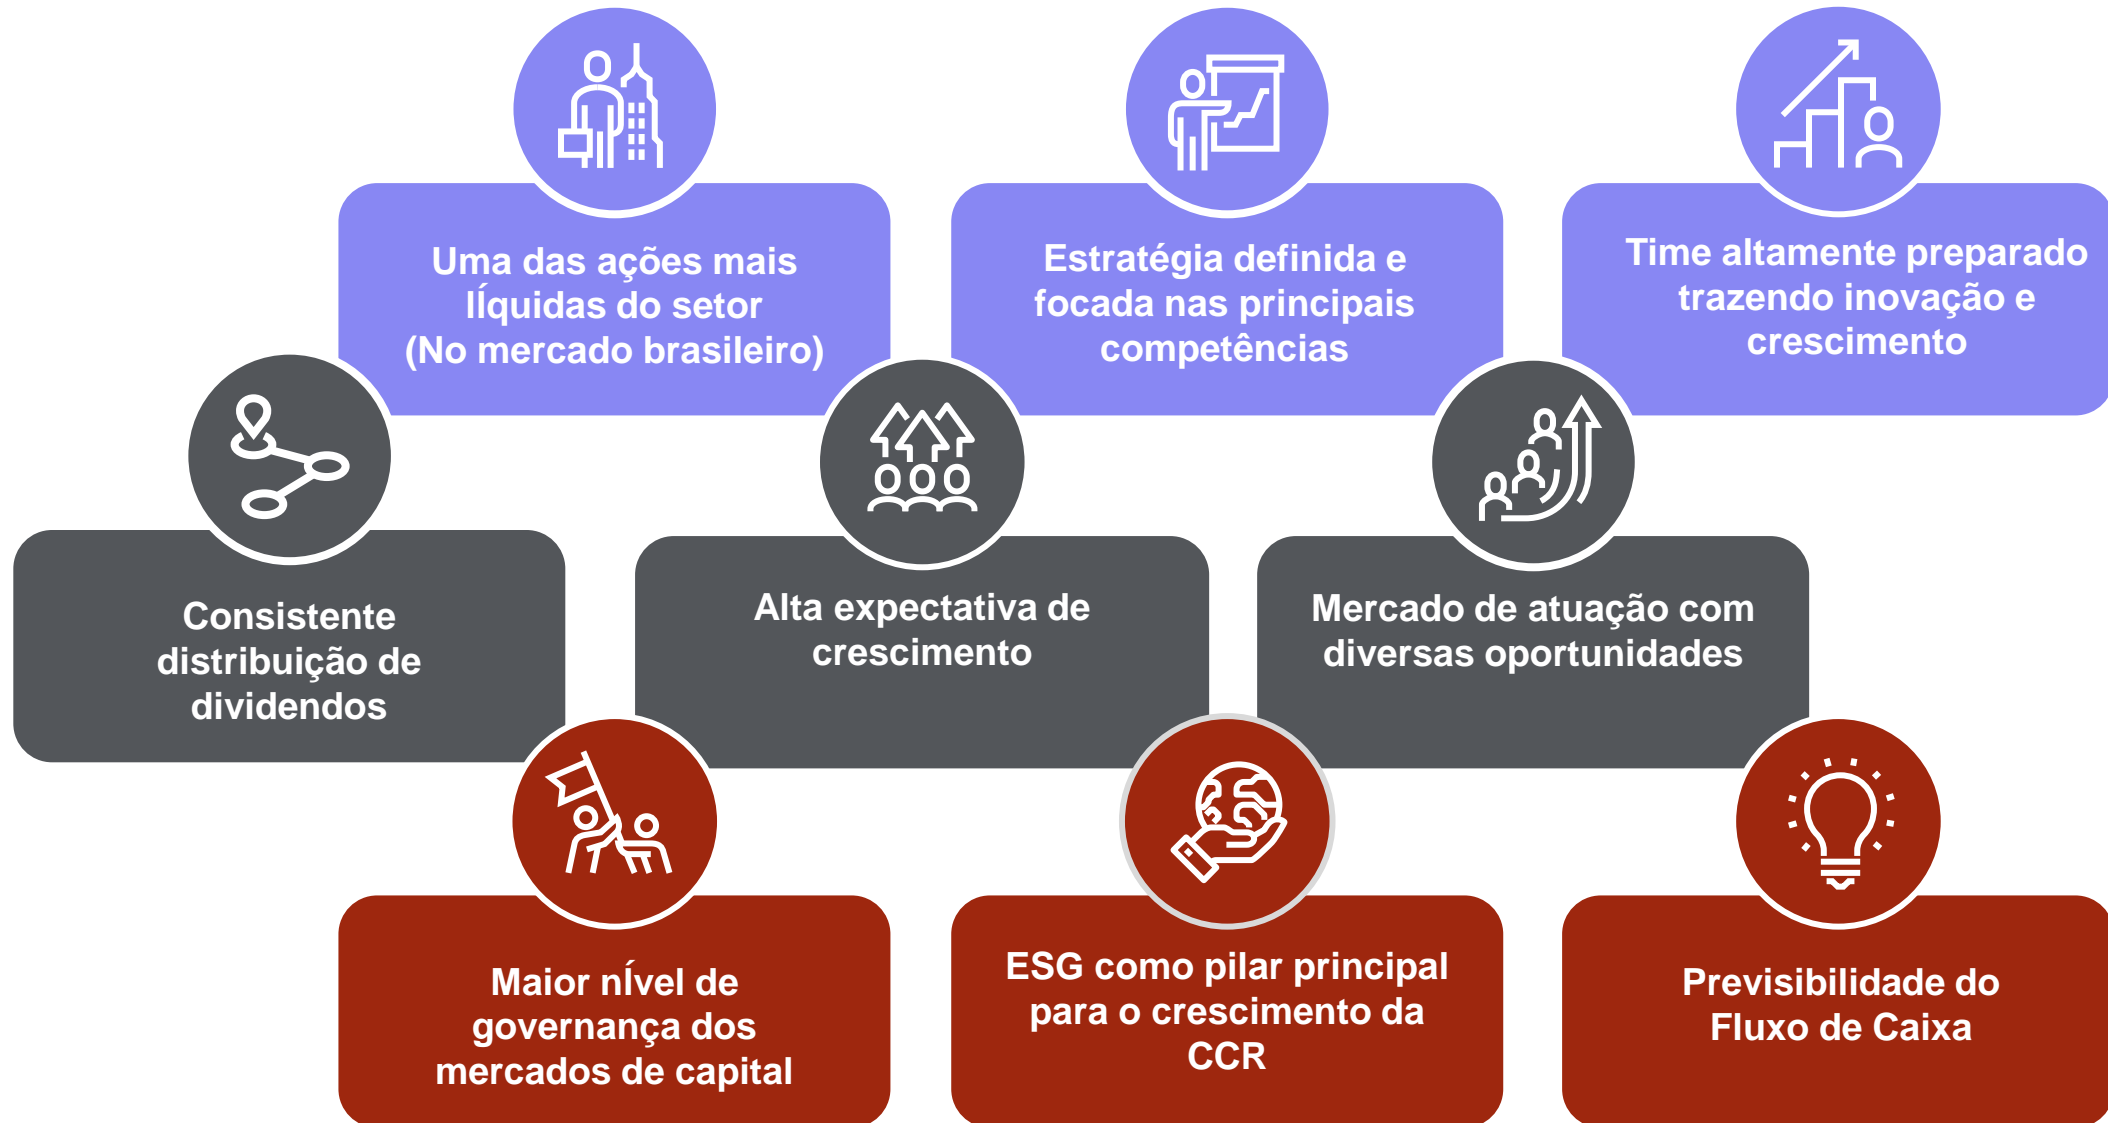 Uma das ações mais
lÍquidas do setor
(No mercado brasileiro)
Estratégia definida e
focada nas principais
competências
Time altamente preparado
trazendo inovação e
crescimento
Consistente
distribuição de
dividendos
Alta expectativa de
crescimento
Mercado de atuação com
diversas oportunidades
Maior nÍvel de
governança dos
mercados de capital
ESG como pilar principal
para o crescimento da
CCR
Previsibilidade do
Fluxo de Caixa